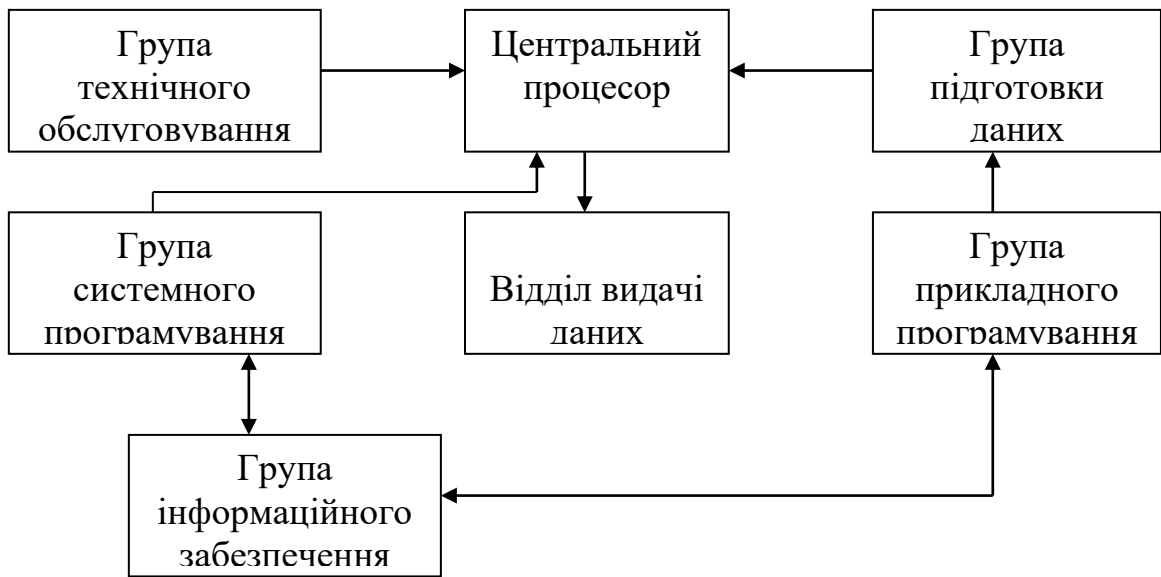 Група
технічного
обслуговування
Центральний
процесор
Група
підготовки
даних
Група
системного
програмування
Відділ видачі
даних
Група
прикладного
програмування
Група
інформаційного
забезпечення